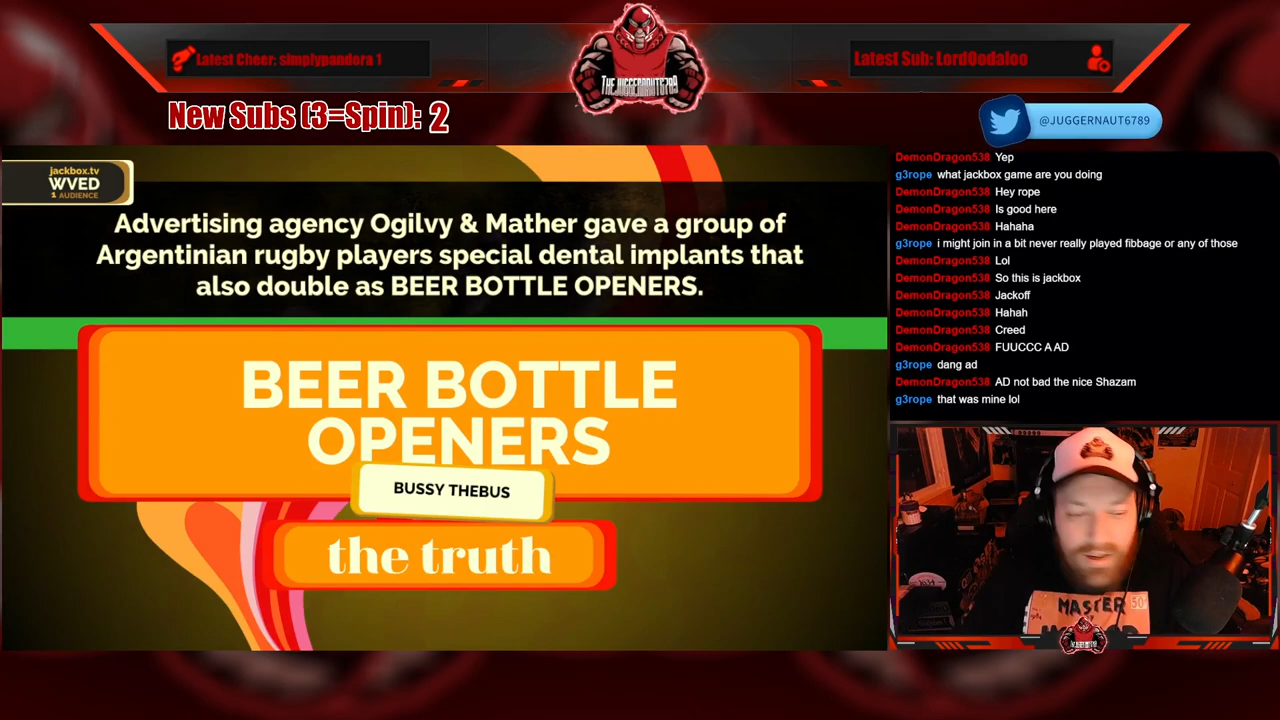 Latest Cheer: simplypandora 1
THEJUGGERNAUT6789
Latest Sub: LordOodaloo
New Subs (3=Spin): 2
@JUGGERNAUT6789
jackbox.tv
WVED
1 AUDIENCE
Advertising agency Ogilvy & Mather gave a group of
Argentinian rugby players special dental implants that
also double as BEER BOTTLE OPENERS.
BEER BOTTLE
OPENERS
BUSSY THEBUS
the truth
DemonDragon538 Yep
g3rope what jackbox game are you doing
DemonDragon538 Hey rope
DemonDragon538 Is good here
DemonDragon538 Hahaha
g3rope i might join in a bit never really played fibbage or any of those
DemonDragon538 Lol
DemonDragon538 So this is jackbox
DemonDragon538 Jackoff
DemonDragon538 Hahah
DemonDragon538 Creed
DemonDragon538 FUUCCC A AD
g3rope dang ad
DemonDragon538 AD not bad the nice Shazam
g3rope that was mine lol
MASTER